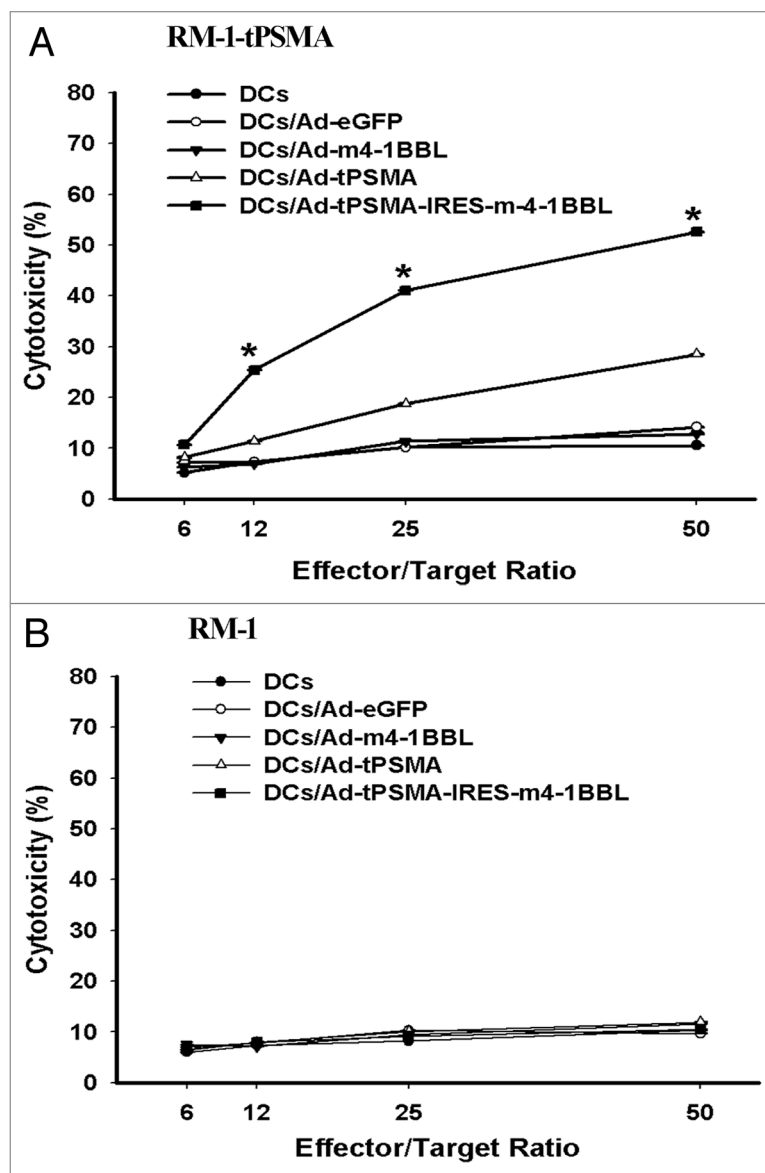 A
RM-1-tPSMA
80
70
60
50
40
30
20
10
0
Cytotoxicity (%)
DCs
DCs/Ad-eGFP
DCs/Ad-m4-1BBL
DCs/Ad-tPSMA
DCs/Ad-tPSMA-IRES-m-4-1BBL
*
*
*
6 12 25 50
Effector/Target Ratio
B
RM-1
80
70
60
50
40
30
20
10
0
Cytotoxicity (%)
DCs
DCs/Ad-eGFP
DCs/Ad-m4-1BBL
DCs/Ad-tPSMA
DCs/Ad-tPSMA-IRES-m4-1BBL
6 12 25 50
Effector/Target Ratio